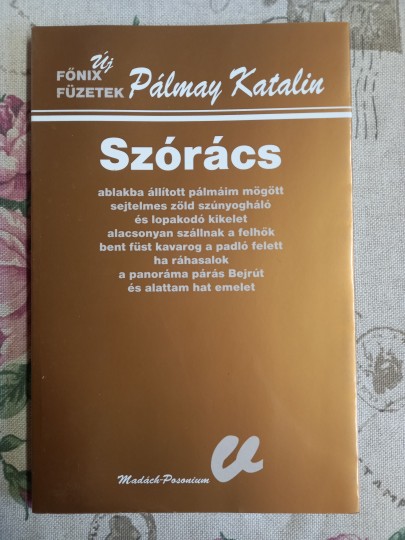 Új
FŐNIX
FÜZETEK
Pálmay Katalin
Szórács
ablakba állított pálmáim mögött
sejtelmes zöld szúnyogháló
és lopakodó kikelet
alacsonyan szállnak a felhők
bent füst kavarog a padló felett
ha ráhasalok
a panoráma párás Bejrút
és alattam hat emelet
Madách-Posonium